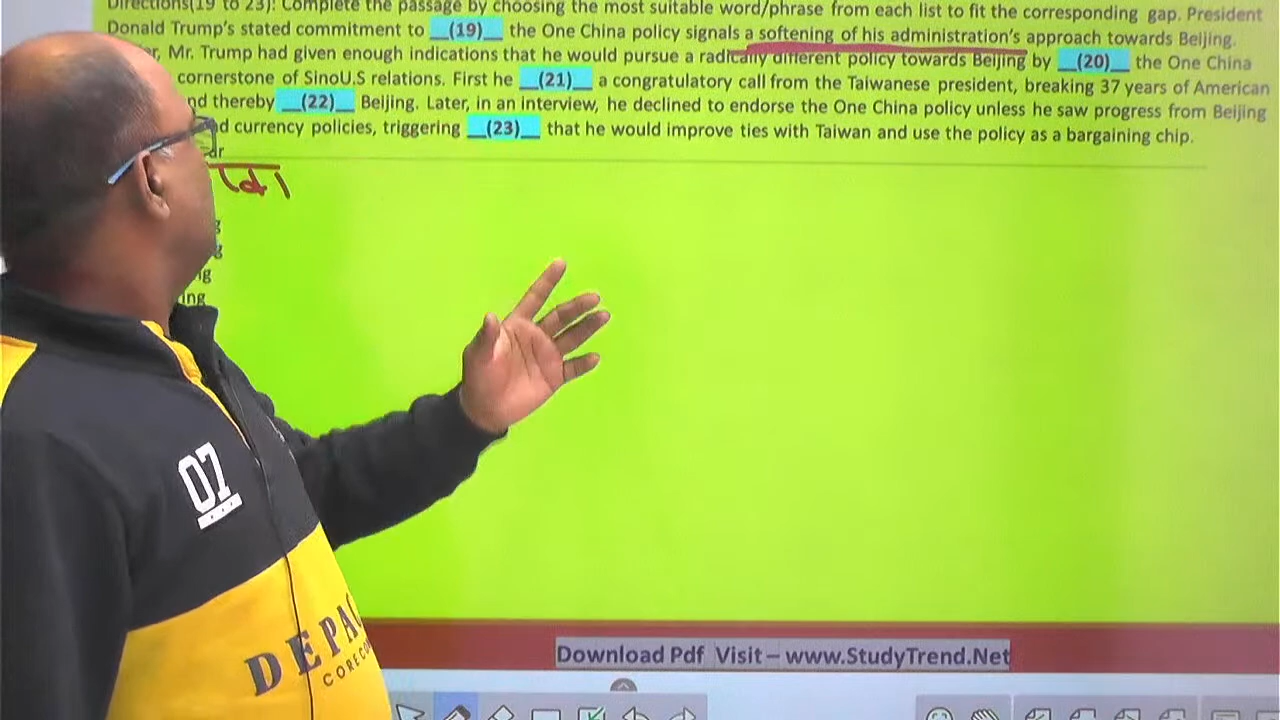 Directions(19 to 23): Complete the passage by choosing the most suitable word/phrase from each list to fit the corresponding gap. President
Donald Trump's stated commitment to __(19)__ the One China policy signals a softening of his administration's approach towards Beijing.
Mr. Trump had given enough indications that he would pursue a radically different policy towards Beijing by __(20)__ the One China
cornerstone of SinoU.S relations. First he __(21)__ a congratulatory call from the Taiwanese president, breaking 37 years of American
thereby __(22)__ Beijing. Later, in an interview, he declined to endorse the One China policy unless he saw progress from Beijing
currency policies, triggering __(23)__ that he would improve ties with Taiwan and use the policy as a bargaining chip.
(d)
07
DEPA
CORECO
Download Pdf Visit – www.StudyTrend.Net